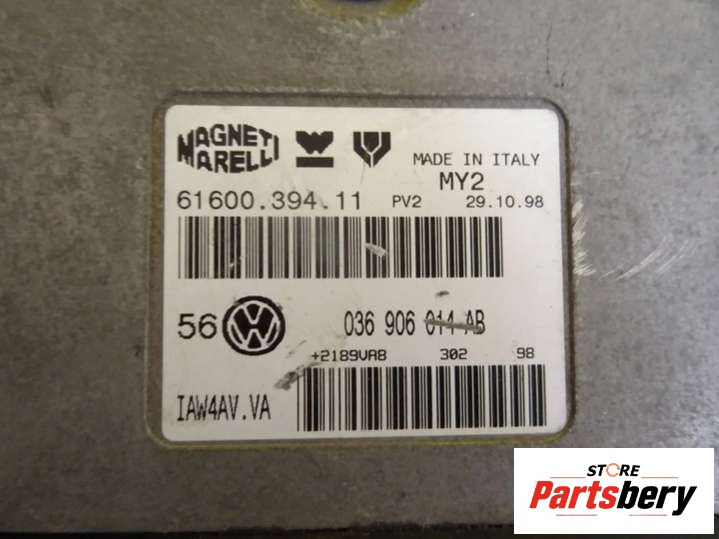 MAGNETI
MARELLI
MADE IN ITALY
MY2
61600.394.11 PV2 29.10.98
56 VW 036 906 014 AB
+2189VA8 302 98
IAW4AV.VA
STORE
Partsbery